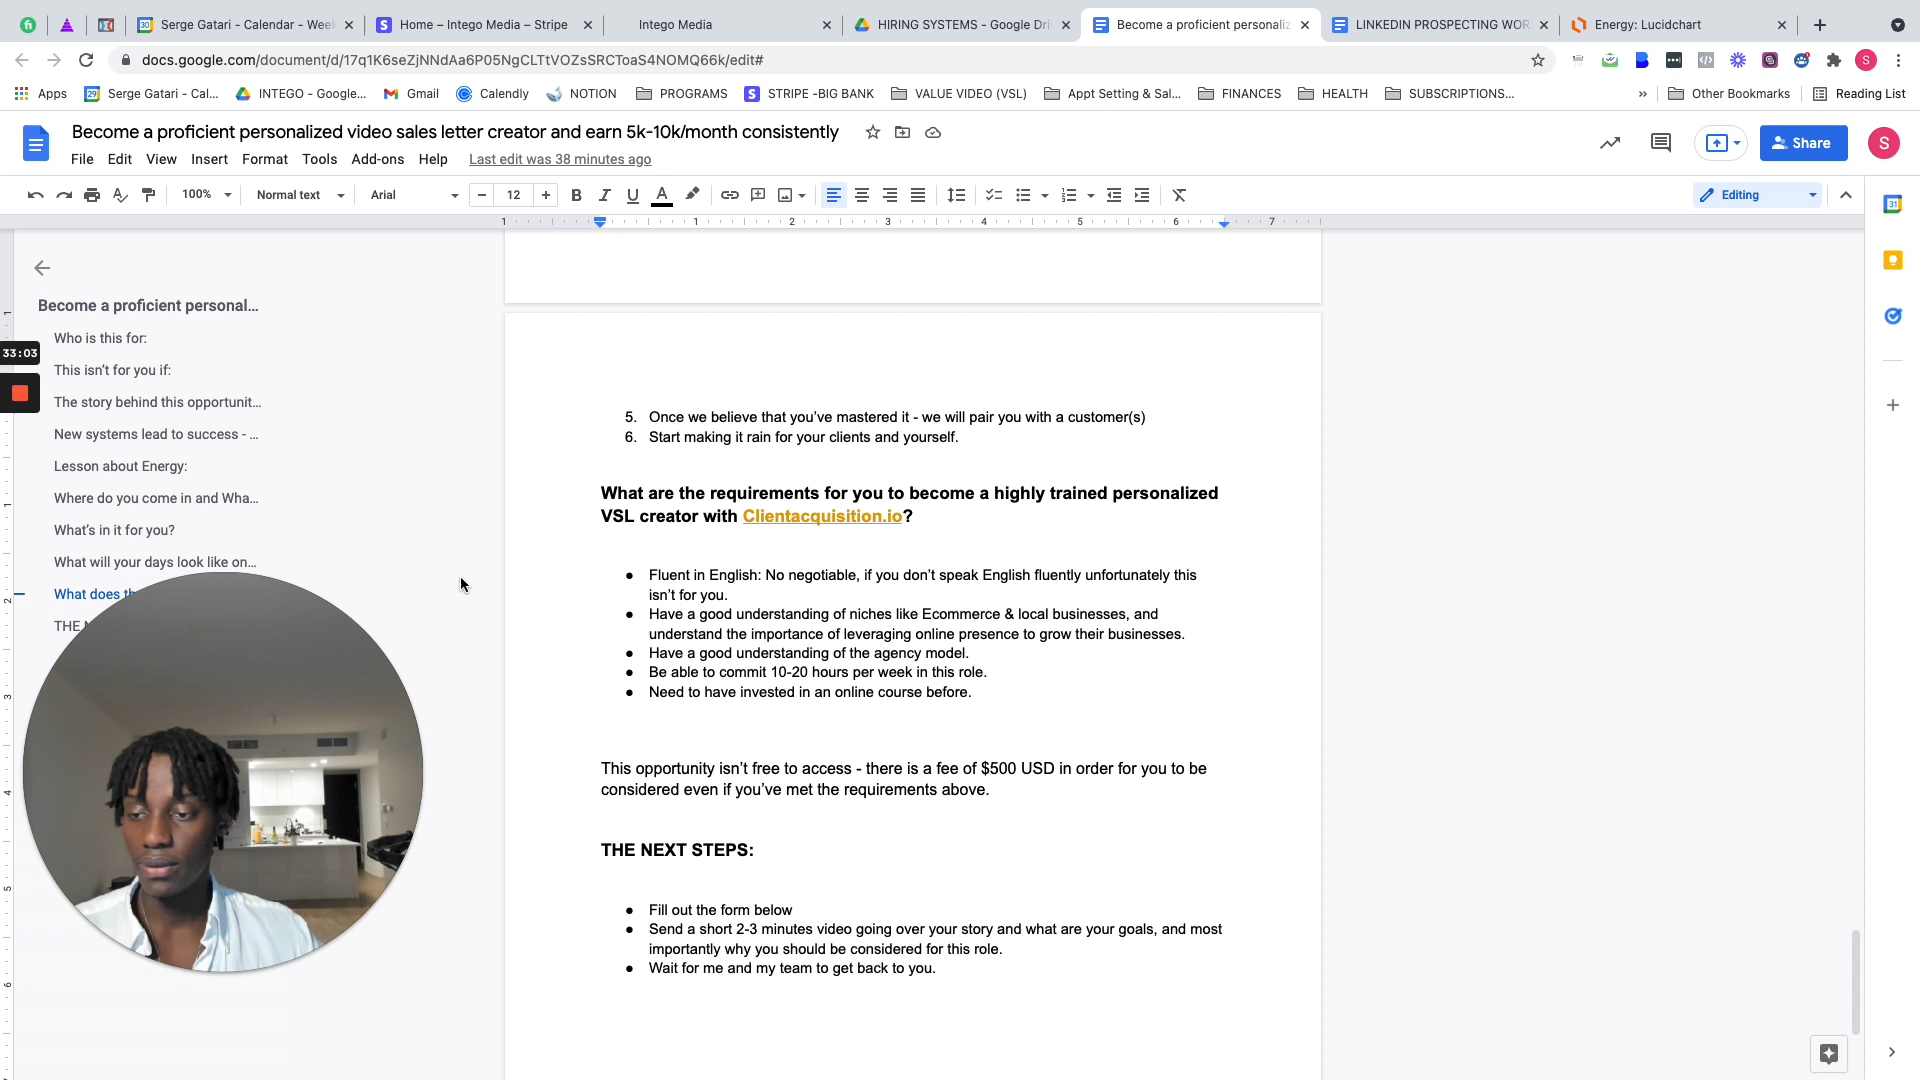 Serge Gatari - Calendar - Week
Home – Intego Media – Stripe
Intego Media
HIRING SYSTEMS - Google Dri
Become a proficient personaliz
LINKEDIN PROSPECTING WOR
Energy: Lucidchart
docs.google.com/document/d/17q1K6seZjNNdAa6P05NgCLTtVOZsSRCToaS4NOMQ66k/edit#
S
Apps
Serge Gatari - Cal...
INTEGO - Google...
Gmail
Calendly
NOTION
PROGRAMS
STRIPE -BIG BANK
VALUE VIDEO (VSL)
Appt Setting & Sal...
FINANCES
HEALTH
SUBSCRIPTIONS...
»
Other Bookmarks
Reading List
Become a proficient personalized video sales letter creator and earn 5k-10k/month consistently
File Edit View Insert Format Tools Add-ons Help Last edit was 38 minutes ago
Share
S
100% Normal text Arial 12 B I U A Editing
1 1 2 3 4 5 6 7
Become a proficient personal...
Who is this for:
33:03
This isn't for you if:
The story behind this opportunit...
New systems lead to success - ...
Lesson about Energy:
Where do you come in and Wha...
What's in it for you?
What will your days look like on...
What does th
THE
5. Once we believe that you've mastered it - we will pair you with a customer(s)
6. Start making it rain for your clients and yourself.
What are the requirements for you to become a highly trained personalized
VSL creator with Clientacquisition.io?
● Fluent in English: No negotiable, if you don't speak English fluently unfortunately this
isn't for you.
● Have a good understanding of niches like Ecommerce & local businesses, and
understand the importance of leveraging online presence to grow their businesses.
● Have a good understanding of the agency model.
● Be able to commit 10-20 hours per week in this role.
● Need to have invested in an online course before.
This opportunity isn't free to access - there is a fee of $500 USD in order for you to be
considered even if you've met the requirements above.
THE NEXT STEPS:
● Fill out the form below
● Send a short 2-3 minutes video going over your story and what are your goals, and most
importantly why you should be considered for this role.
● Wait for me and my team to get back to you.